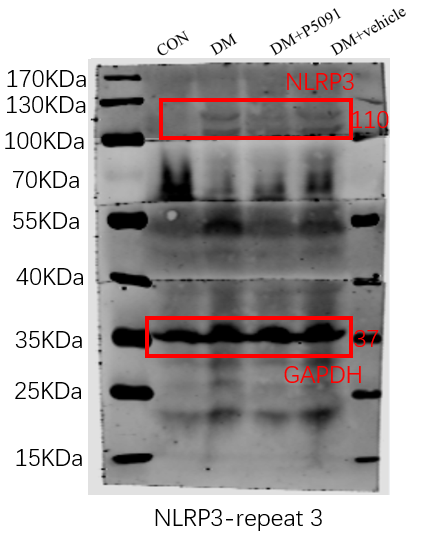 CON DM DM+P5091 DM+vehicle
170KDa NLRP3
130KDa
110
100KDa
70KDa
55KDa
40KDa
35KDa 37
GAPDH
25KDa
15KDa
NLRP3-repeat 3